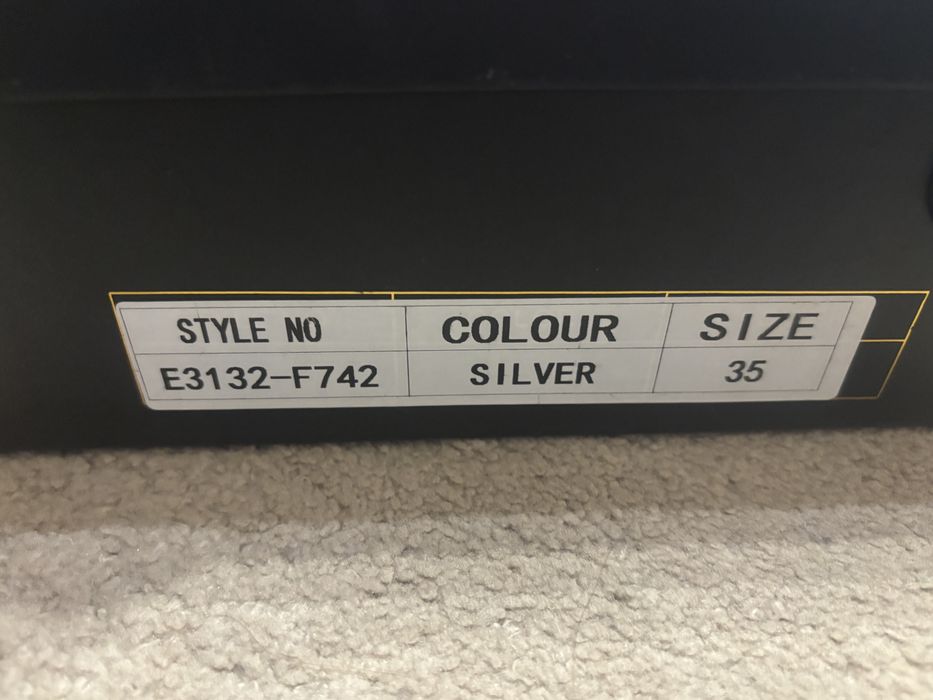 STYLE NO COLOUR SIZE
E3132-F742 SILVER 35